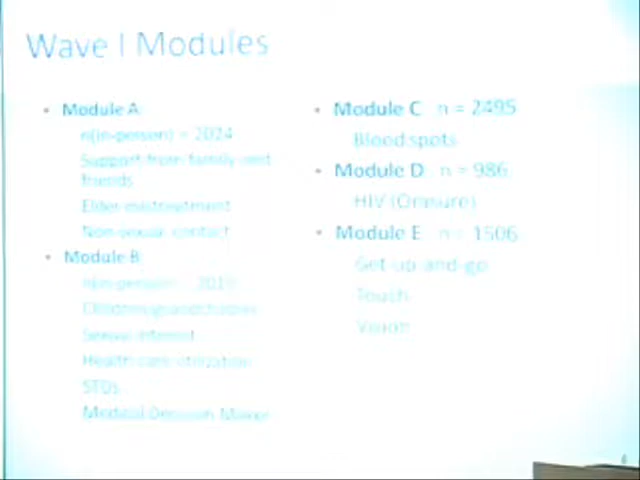 Wave I Modules
Module A:
n(in-person) = 2024
Support from family and
friends
Elder mistreatment
Non-sexual contact
Module B:
n(in-person)
Children/grandchildren
Sexual interest
Health care utilization
STDs
Medical Decision Maker
Module C n = 2495
Blood spots
Module D n = 986
HIV (Orasure)
Module E n = 1506
Get-up-and-go
Touch
Vision